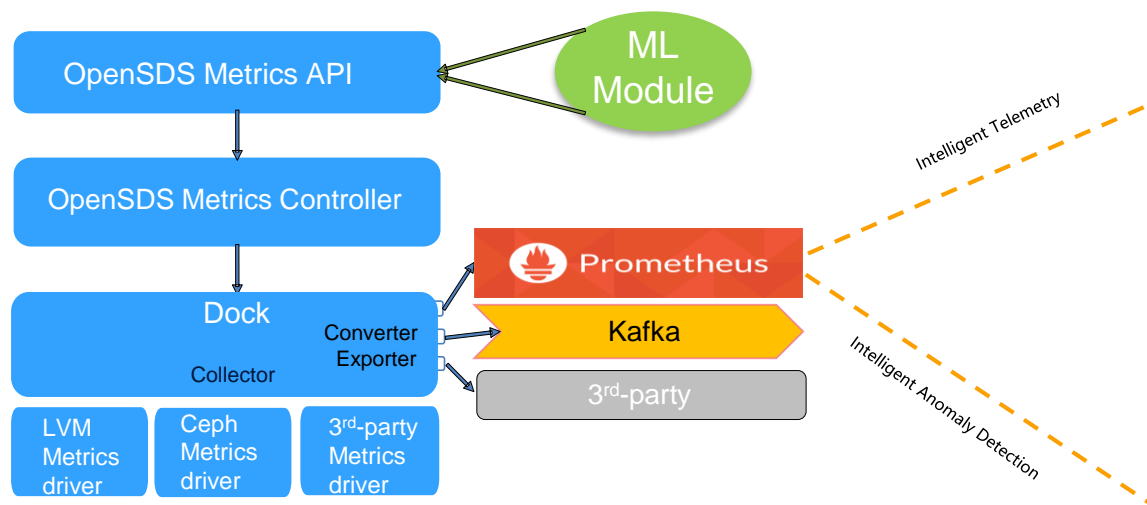 OpenSDS Metrics API
ML
Module
Intelligent Telemetry
OpenSDS Metrics Controller
Prometheus
Dock
Converter
Exporter
Collector
Kafka
3rd-party
Intelligent Anomaly Detection
LVM
Metrics
driver
Ceph
Metrics
driver
3rd-party
Metrics
driver